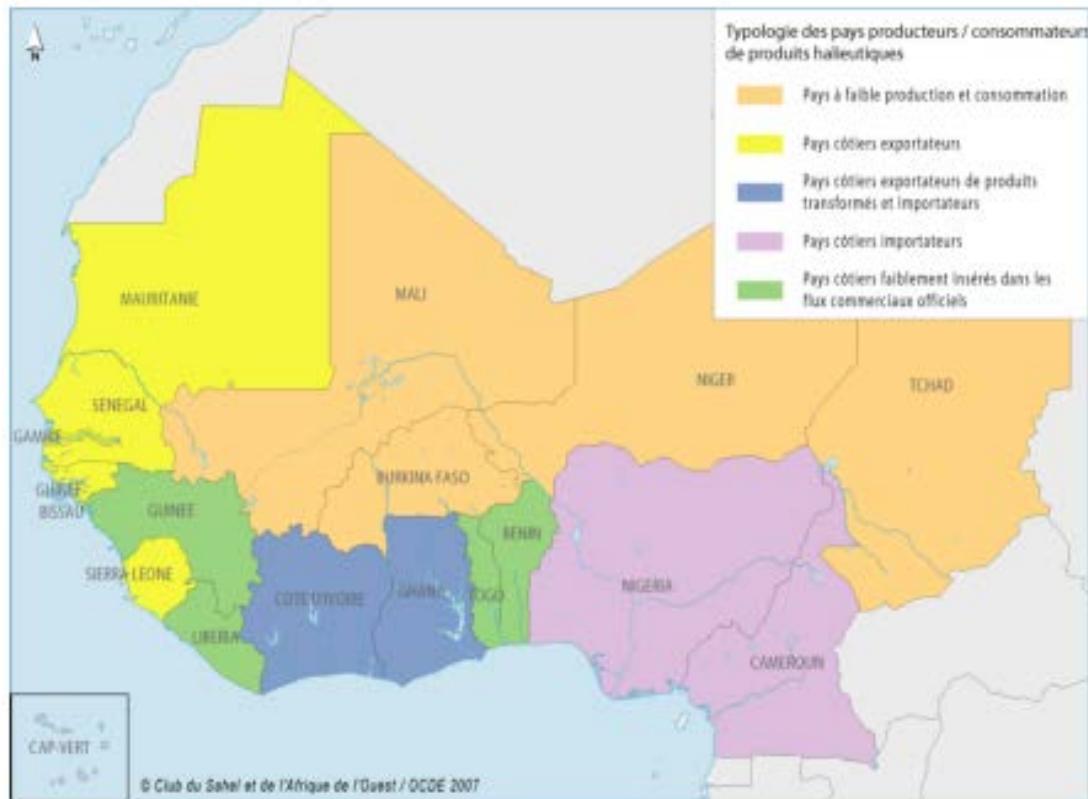 N
Typologie des pays producteurs / consommateurs
de produits halieutiques
Pays à faible production et consommation
Pays côtiers exportateurs
Pays côtiers exportateurs de produits
transformés et importateurs
Pays côtiers importateurs
Pays côtiers faiblement insérés dans les
flux commerciaux officiels
MAURITANIE
MALI
NIGER
TCHAD
SENEGAL
GAMBIE
GUINEE-
BISSAU
GUINEE
BURKINA FASO
BENIN
SIERRA LEONE
COTE D'IVOIRE
GHANA
TOGO
NIGERIA
LIBERIA
CAMEROUN
CAP-VERT
© Club du Sahel et de l'Afrique de l'Ouest / OCDE 2007